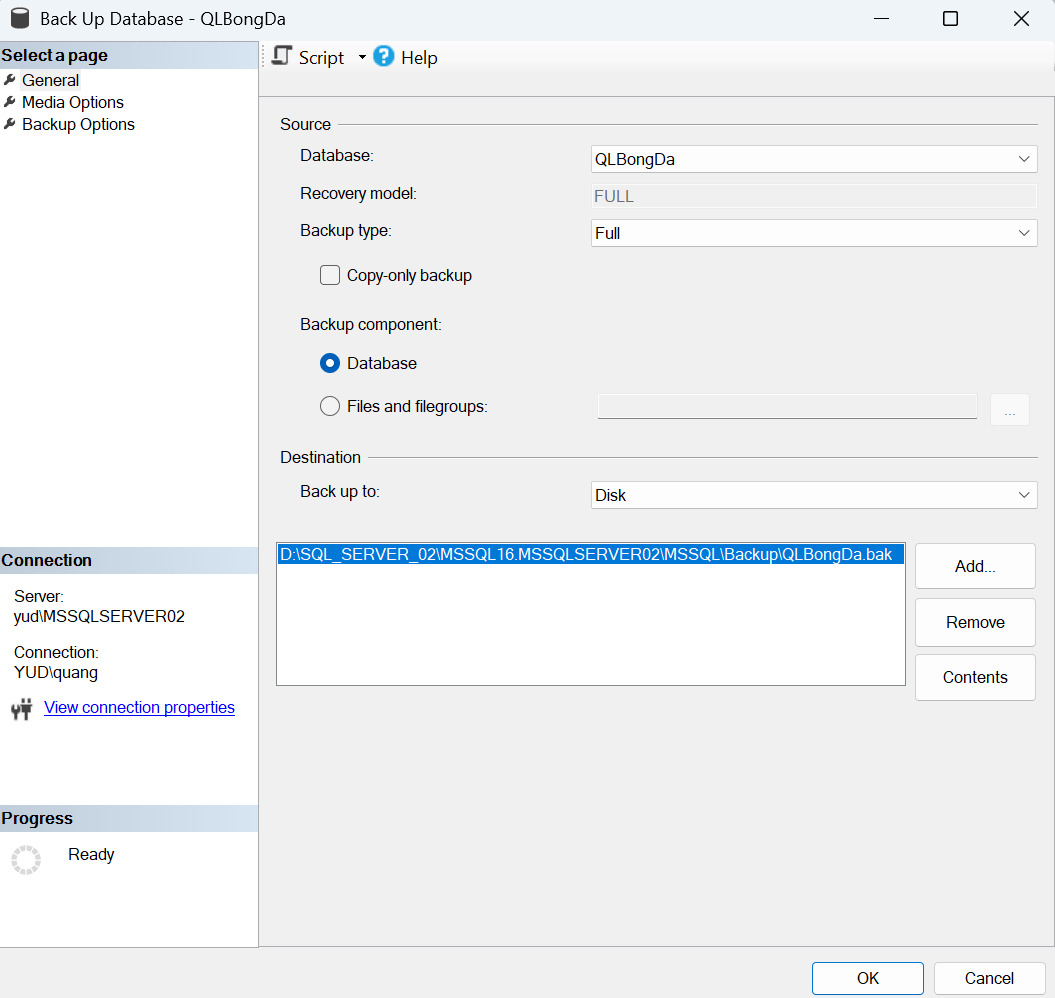 Back Up Database - QLBongDa
Select a page
General
Media Options
Backup Options
Script
Help
Source
Database:
QLBongDa
Recovery model:
FULL
Backup type:
Full
Copy-only backup
Backup component:
Database
Files and filegroups:
...
Destination
Back up to:
Disk
D:\SQL_SERVER_02\MSSQL16.MSSQLSERVER02\MSSQL\Backup\QLBongDa.bak
Add...
Remove
Contents
Connection
Server:
yud\MSSQLSERVER02
Connection:
YUD\quang
View connection properties
Progress
Ready
OK
Cancel